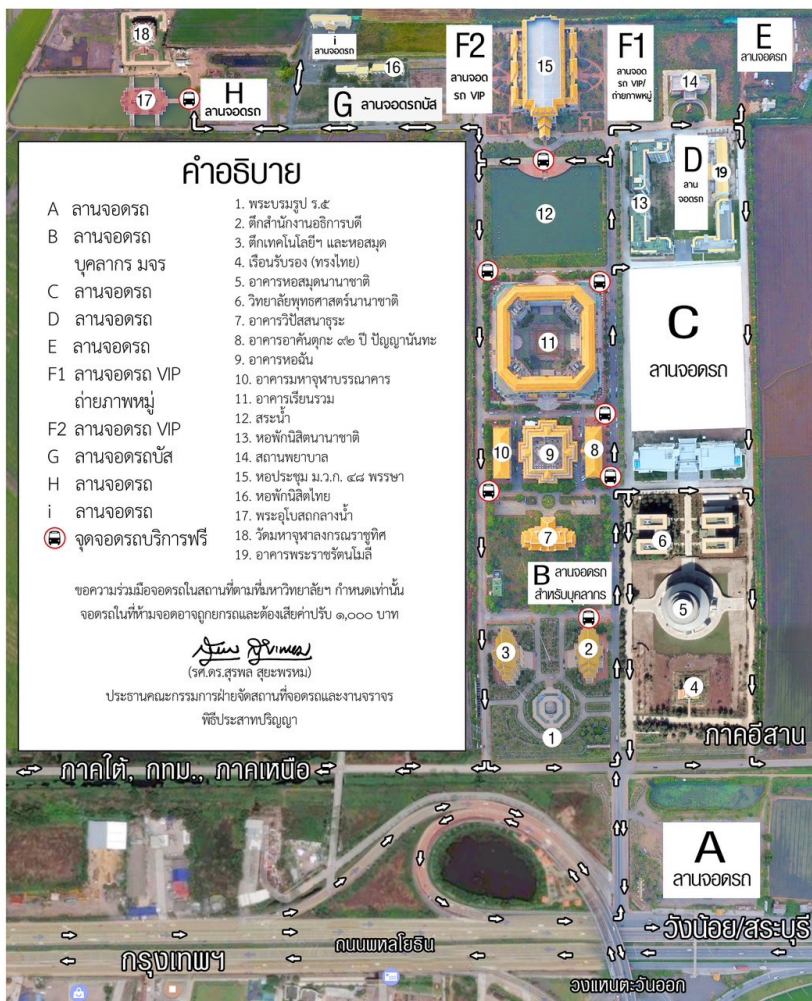 18
i
ลานจอดรถ
16
17
H
ลานจอดรถ
G ลานจอดรถบัส
F2
ลานจอด
รถ VIP
15
F1
ลานจอด
รถ VIP/
ถ่ายภาพหมู่
14
E
ลานจอดรถ
คำอธิบาย
A ลานจอดรถ
B ลานจอดรถ
บุคลากร มจร
C ลานจอดรถ
D ลานจอดรถ
E ลานจอดรถ
F1 ลานจอดรถ VIP
ถ่ายภาพหมู่
F2 ลานจอดรถ VIP
G ลานจอดรถบัส
H ลานจอดรถ
i ลานจอดรถ
จุดจอดรถบริการฟรี
1. พระบรมรูป ร.๕
2. ตึกสำนักงานอธิการบดี
3. ตึกเทคโนโลยีฯ และหอสมุด
4. เรือนรับรอง (ทรงไทย)
5. อาคารหอสมุดนานาชาติ
6. วิทยาลัยพุทธศาสตร์นานาชาติ
7. อาคารวิปัสสนาธุระ
8. อาคารอาคันตุกะ ๙๒ ปี ปัญญานันทะ
9. อาคารหอฉัน
10. อาคารมหาจุฬาบรรณาคาร
11. อาคารเรียนรวม
12. สระน้ำ
13. หอพักนิสิตนานาชาติ
14. สถานพยาบาล
15. หอประชุม ม.ว.ก. ๔๘ พรรษา
16. หอพักนิสิตไทย
17. พระอุโบสถกลางน้ำ
18. วัดมหาจุฬาลงกรณราชูทิศ
19. อาคารพระราชรัตนโมลี
ขอความร่วมมือจอดรถในสถานที่ตามที่มหาวิทยาลัยฯ กำหนดเท่านั้น
จอดรถในที่ห้ามจอดอาจถูกยกรถและต้องเสียค่าปรับ ๑,๐๐๐ บาท
(รศ.ดร.สุรพล สุยะพรหม)
ประธานคณะกรรมการฝ่ายจัดสถานที่จอดรถและงานจราจร
พิธีประสาทปริญญา
12
13
D
ลาน
จอดรถ
19
C
ลานจอดรถ
11
10
9
8
7
6
B ลานจอดรถ
สำหรับบุคลากร
5
3
2
4
1
ภาคอีสาน
ภาคใต้, กทม., ภาคเหนือ
A
ลานจอดรถ
วังน้อย/สระบุรี
ถนนพหลโยธิน
กรุงเทพฯ
วงแหวนตะวันออก